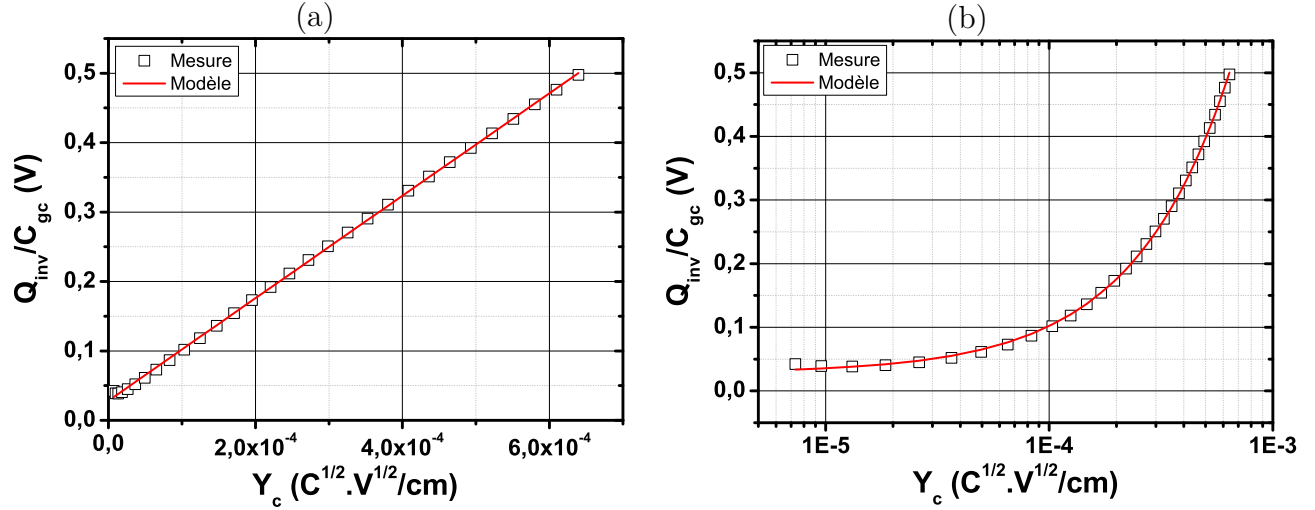 (a)
Mesure
Modèle
Q_inv/C_gc (V)
0,5
0,4
0,3
0,2
0,1
0,0
0,0
2,0x10^-4
4,0x10^-4
6,0x10^-4
Y_c (C^1/2.V^1/2/cm)
(b)
Mesure
Modèle
Q_inv/C_gc (V)
0,5
0,4
0,3
0,2
0,1
0,0
1E-5
1E-4
1E-3
Y_c (C^1/2.V^1/2/cm)